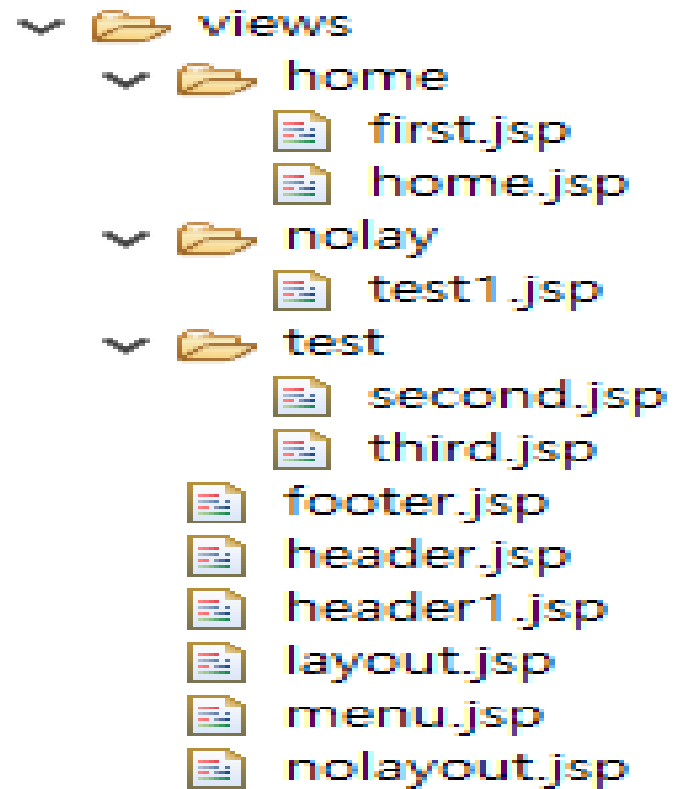 views
home
first.jsp
home.jsp
nolay
test1.jsp
test
second.jsp
third.jsp
footer.jsp
header.jsp
header1.jsp
layout.jsp
menu.jsp
nolayout.jsp